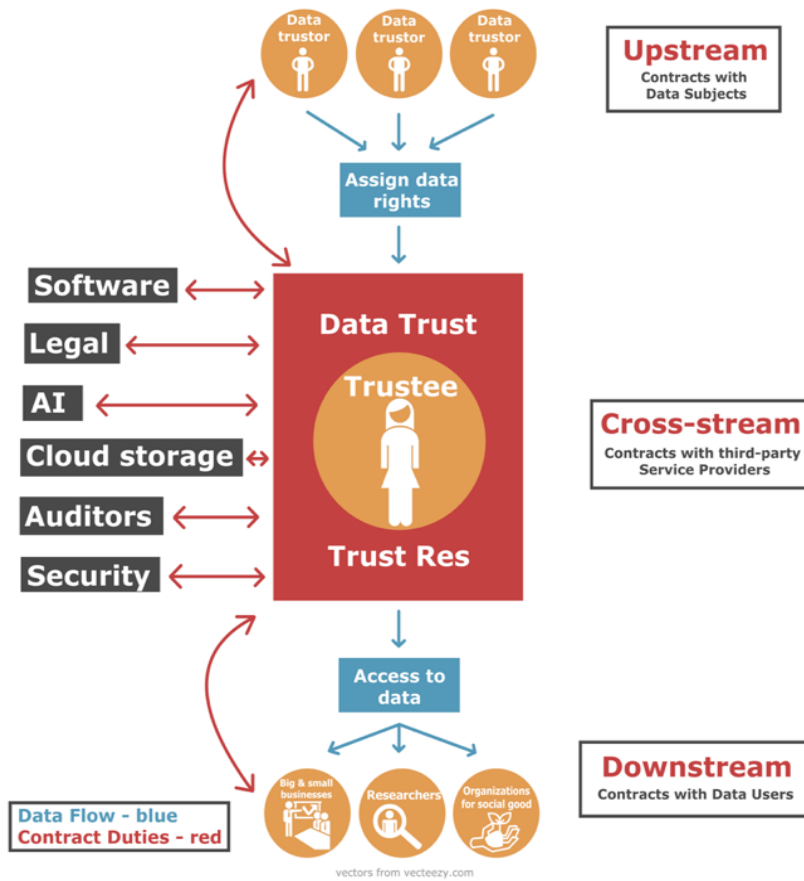 Data
trustor
Data
trustor
Data
trustor
Upstream
Contracts with
Data Subjects
Assign data
rights
Software
Legal
AI
Cloud storage
Auditors
Security
Data Trust
Trustee
Trust Res
Cross-stream
Contracts with third-party
Service Providers
Access to
data
Big & small
businesses
Researchers
Organizations
for social good
Downstream
Contracts with Data Users
Data Flow - blue
Contract Duties - red
vectors from vecteezy.com